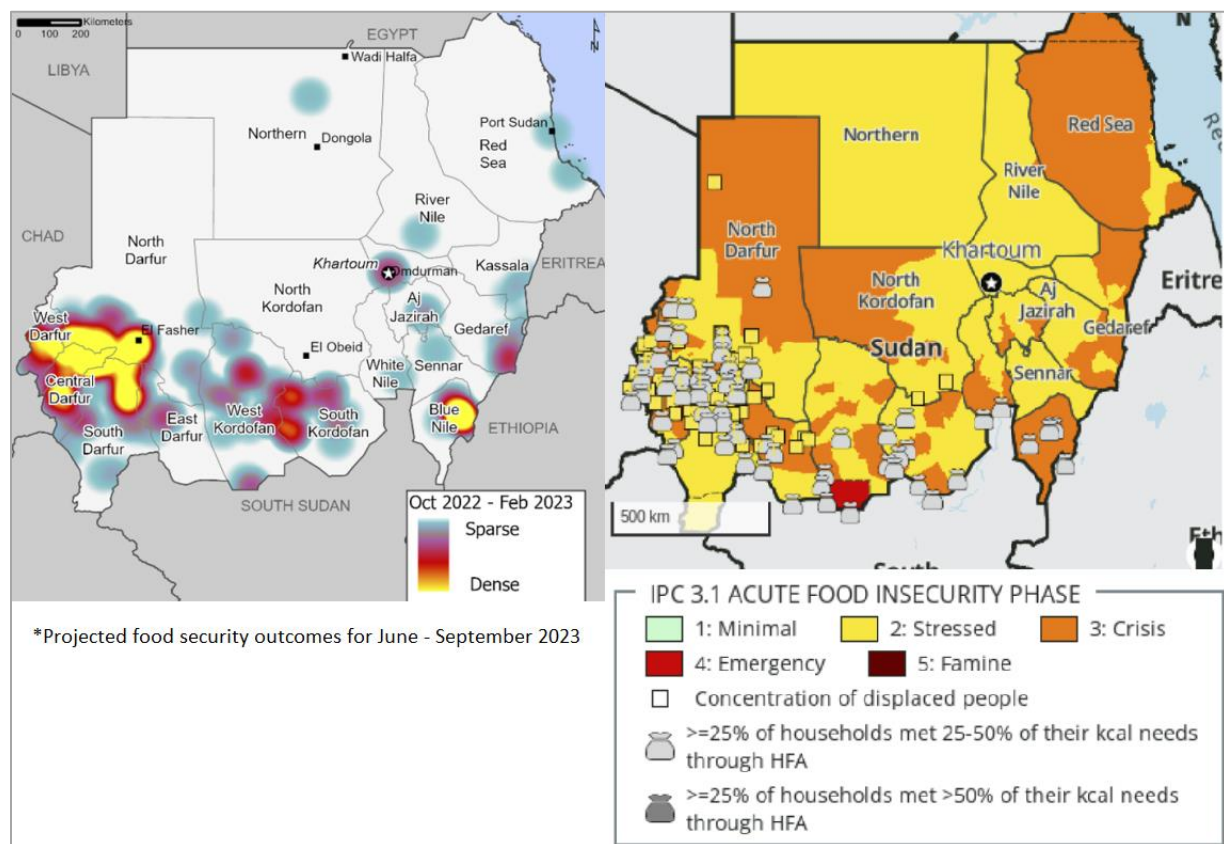 Kilometers
0 100 200
EGYPT
LIBYA
Wadi Halfa
Northern
Dongola
Port Sudan
Red
Sea
River
Nile
CHAD
North
Darfur
Khartoum
Omdurman
Kassala
ERITREA
North
Kordofan
Aj
Jazirah
Gedaref
West
Darfur
El Fasher
El Obeid
White
Nile
Sennar
Central
Darfur
East
Darfur
West
Kordofan
South
Kordofan
Blue
Nile
South
Darfur
ETHIOPIA
SOUTH SUDAN
Oct 2022 - Feb 2023
Sparse
Dense
*Projected food security outcomes for June - September 2023
N
Red Sea
Northern
River
Nile
North
Darfur
Khartoum
North
Kordofan
Aj
Jazirah
Eritre
Gedaref
Sudan
Sennar
500 km
South
Eth
IPC 3.1 ACUTE FOOD INSECURITY PHASE
1: Minimal 2: Stressed 3: Crisis
4: Emergency 5: Famine
Concentration of displaced people
>=25% of households met 25-50% of their kcal needs
through HFA
>=25% of households met >50% of their kcal needs
through HFA